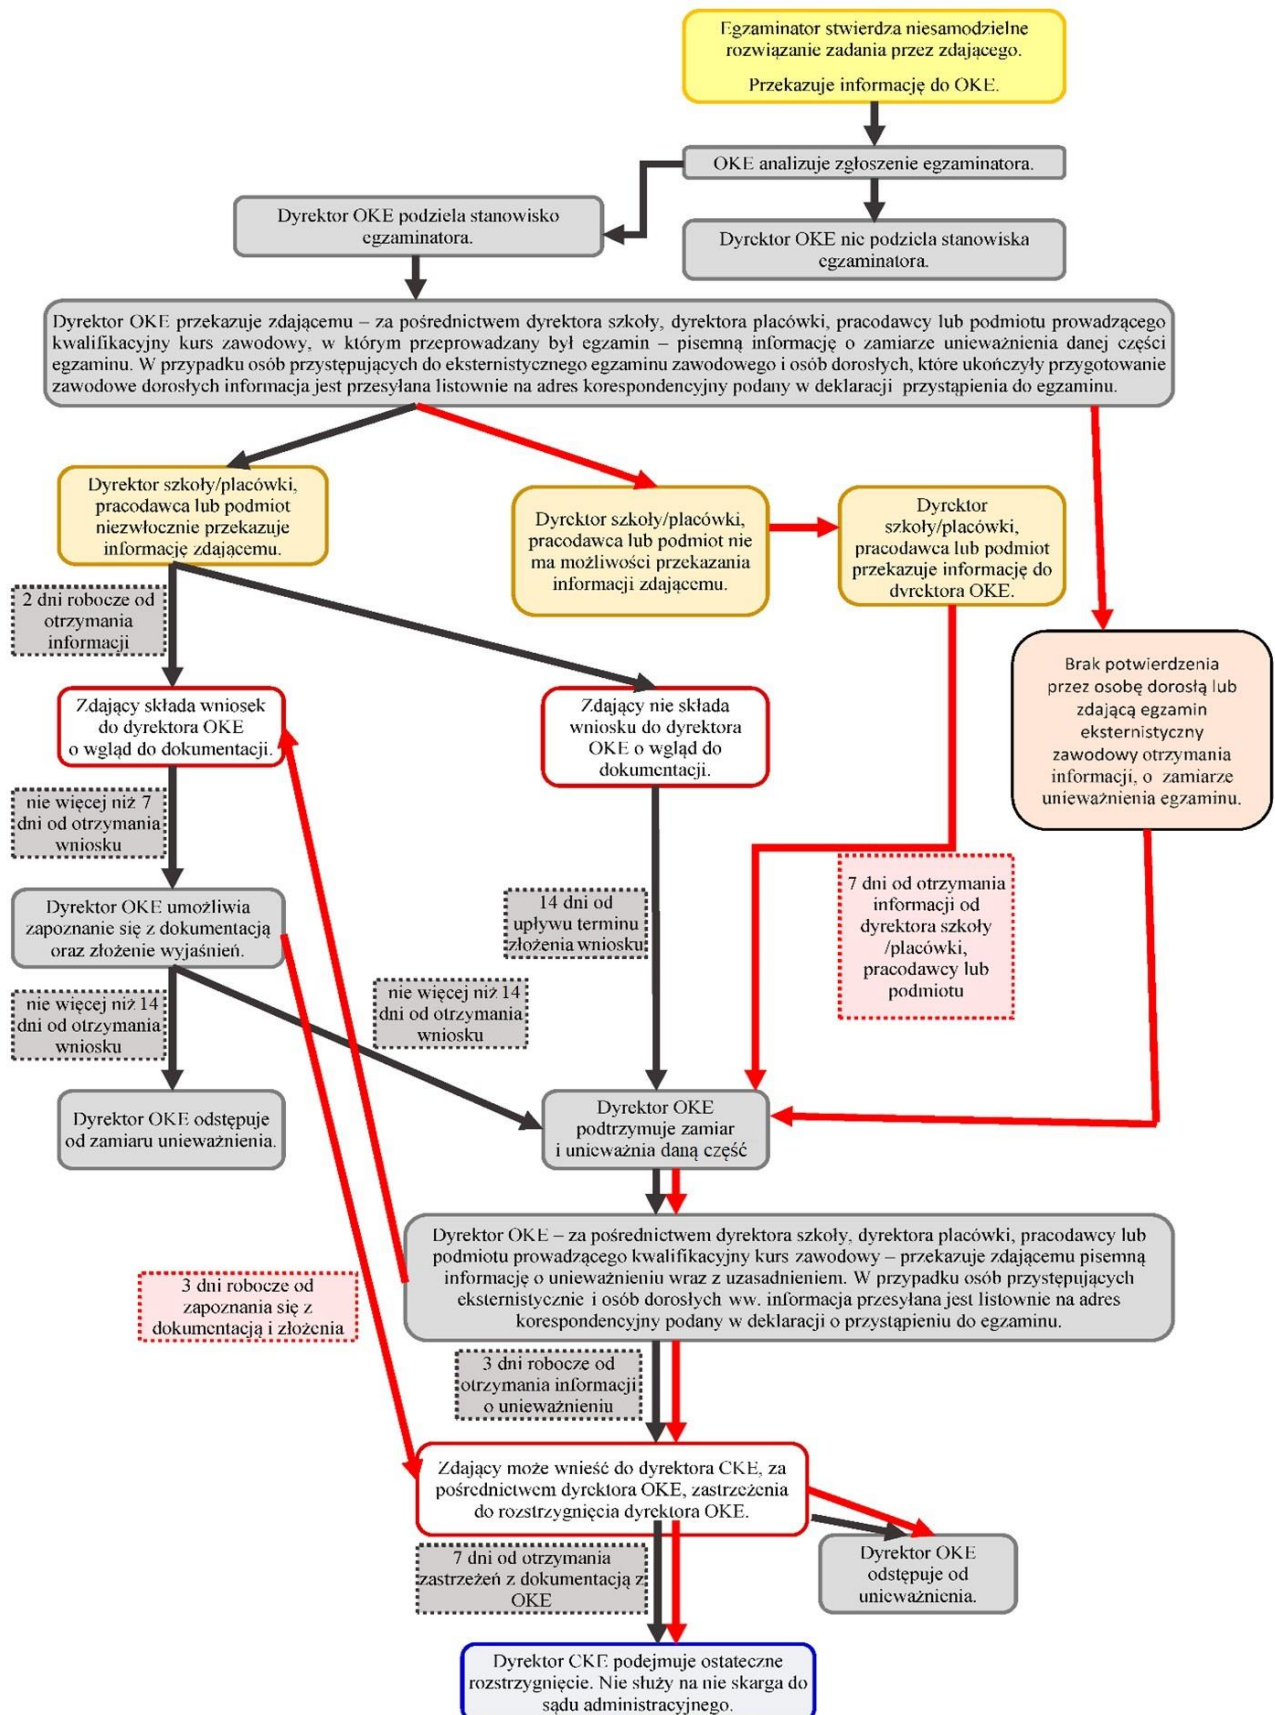 Egzaminator stwierdza niesamodzielne
rozwiązanie zadania przez zdającego.
Przekazuje informację do OKE.
OKE analizuje zgłoszenie egzaminatora.
Dyrektor OKE podziela stanowisko
egzaminatora.
Dyrektor OKE nie podziela stanowiska
egzaminatora.
Dyrektor OKE przekazuje zdającemu – za pośrednictwem dyrektora szkoły, dyrektora placówki, pracodawcy lub podmiotu prowadzącego
kwalifikacyjny kurs zawodowy, w którym przeprowadzany był egzamin – pisemną informację o zamiarze unieważnienia danej części
egzaminu. W przypadku osób przystępujących do eksternistycznego egzaminu zawodowego i osób dorosłych, które ukończyły przygotowanie
zawodowe dorosłych informacja jest przesyłana listownie na adres korespondencyjny podany w deklaracji przystąpienia do egzaminu.
Dyrektor szkoły/placówki,
pracodawca lub podmiot
niezwłocznie przekazuje
informację zdającemu.
Dyrektor szkoły/placówki,
pracodawca lub podmiot nie
ma możliwości przekazania
informacji zdającemu.
Dyrektor
szkoły/placówki,
pracodawca lub podmiot
przekazuje informację do
dyrektora OKE.
2 dni robocze od
otrzymania
informacji
Brak potwierdzenia
przez osobę dorosłą lub
zdającą egzamin
eksternistyczny
zawodowy otrzymania
informacji, o zamiarze
unieważnienia egzaminu.
Zdający składa wniosek
do dyrektora OKE
o wgląd do dokumentacji.
Zdający nie składa
wniosku do dyrektora
OKE o wgląd do
dokumentacji.
nie więcej niż 7
dni od otrzymania
wniosku
Dyrektor OKE umożliwia
zapoznanie się z dokumentacją
oraz złożenie wyjaśnień.
14 dni od
upływu terminu
złożenia wniosku
7 dni od otrzymania
informacji od
dyrektora szkoły
/placówki,
pracodawcy lub
podmiotu
nie więcej niż 14
dni od otrzymania
wniosku
nie więcej niż 14
dni od otrzymania
wniosku
Dyrektor OKE odstępuje
od zamiaru unieważnienia.
Dyrektor OKE
podtrzymuje zamiar
i unieważnia daną część
Dyrektor OKE – za pośrednictwem dyrektora szkoły, dyrektora placówki, pracodawcy lub
podmiotu prowadzącego kwalifikacyjny kurs zawodowy – przekazuje zdającemu pisemną
informację o unieważnieniu wraz z uzasadnieniem. W przypadku osób przystępujących
eksternistycznie i osób dorosłych ww. informacja przesyłana jest listownie na adres
korespondencyjny podany w deklaracji o przystąpieniu do egzaminu.
3 dni robocze od
zapoznania się z
dokumentacją i złożenia
3 dni robocze od
otrzymania informacji
o unieważnieniu
Zdający może wnieść do dyrektora CKE, za
pośrednictwem dyrektora OKE, zastrzeżenia
do rozstrzygnięcia dyrektora OKE.
7 dni od otrzymania
zastrzeżeń z dokumentacją z
OKE
Dyrektor OKE
odstępuje od
unieważnienia.
Dyrektor CKE podejmuje ostateczne
rozstrzygnięcie. Nie służy na nie skarga do
sądu administracyjnego.